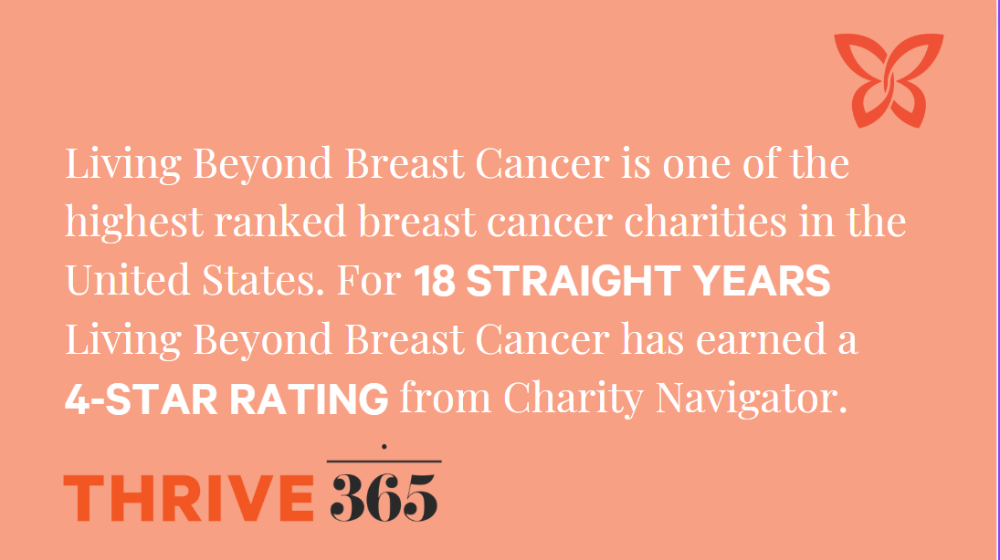 Living Beyond Breast Cancer is one of the
highest ranked breast cancer charities in the
United States. For 18 STRAIGHT YEARS
Living Beyond Breast Cancer has earned a
4-STAR RATING from Charity Navigator.
THRIVE 365